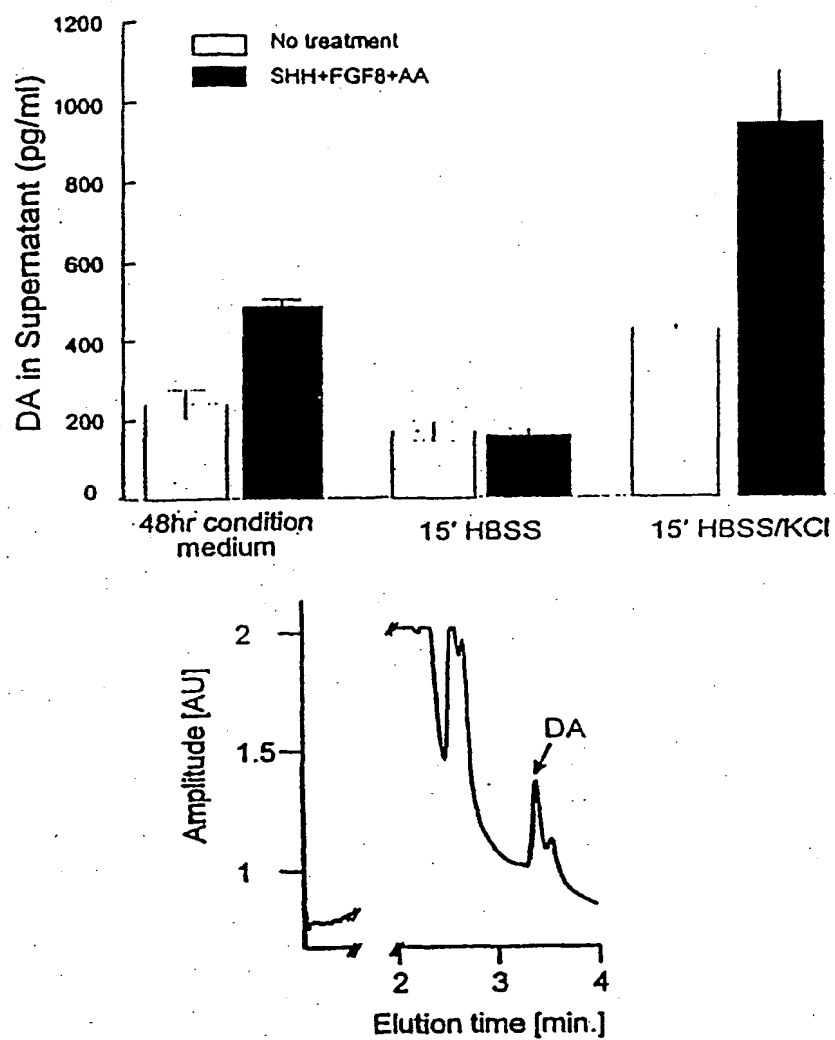 1200
1000
800
600
400
200
0
DA in Supernatant (pg/ml)
No treatment
SHH+FGF8+AA
48hr condition
medium
15' HBSS
15' HBSS/KCl
2
1.5
1
Amplitude [AU]
DA
2
3
4
Elution time [min.]